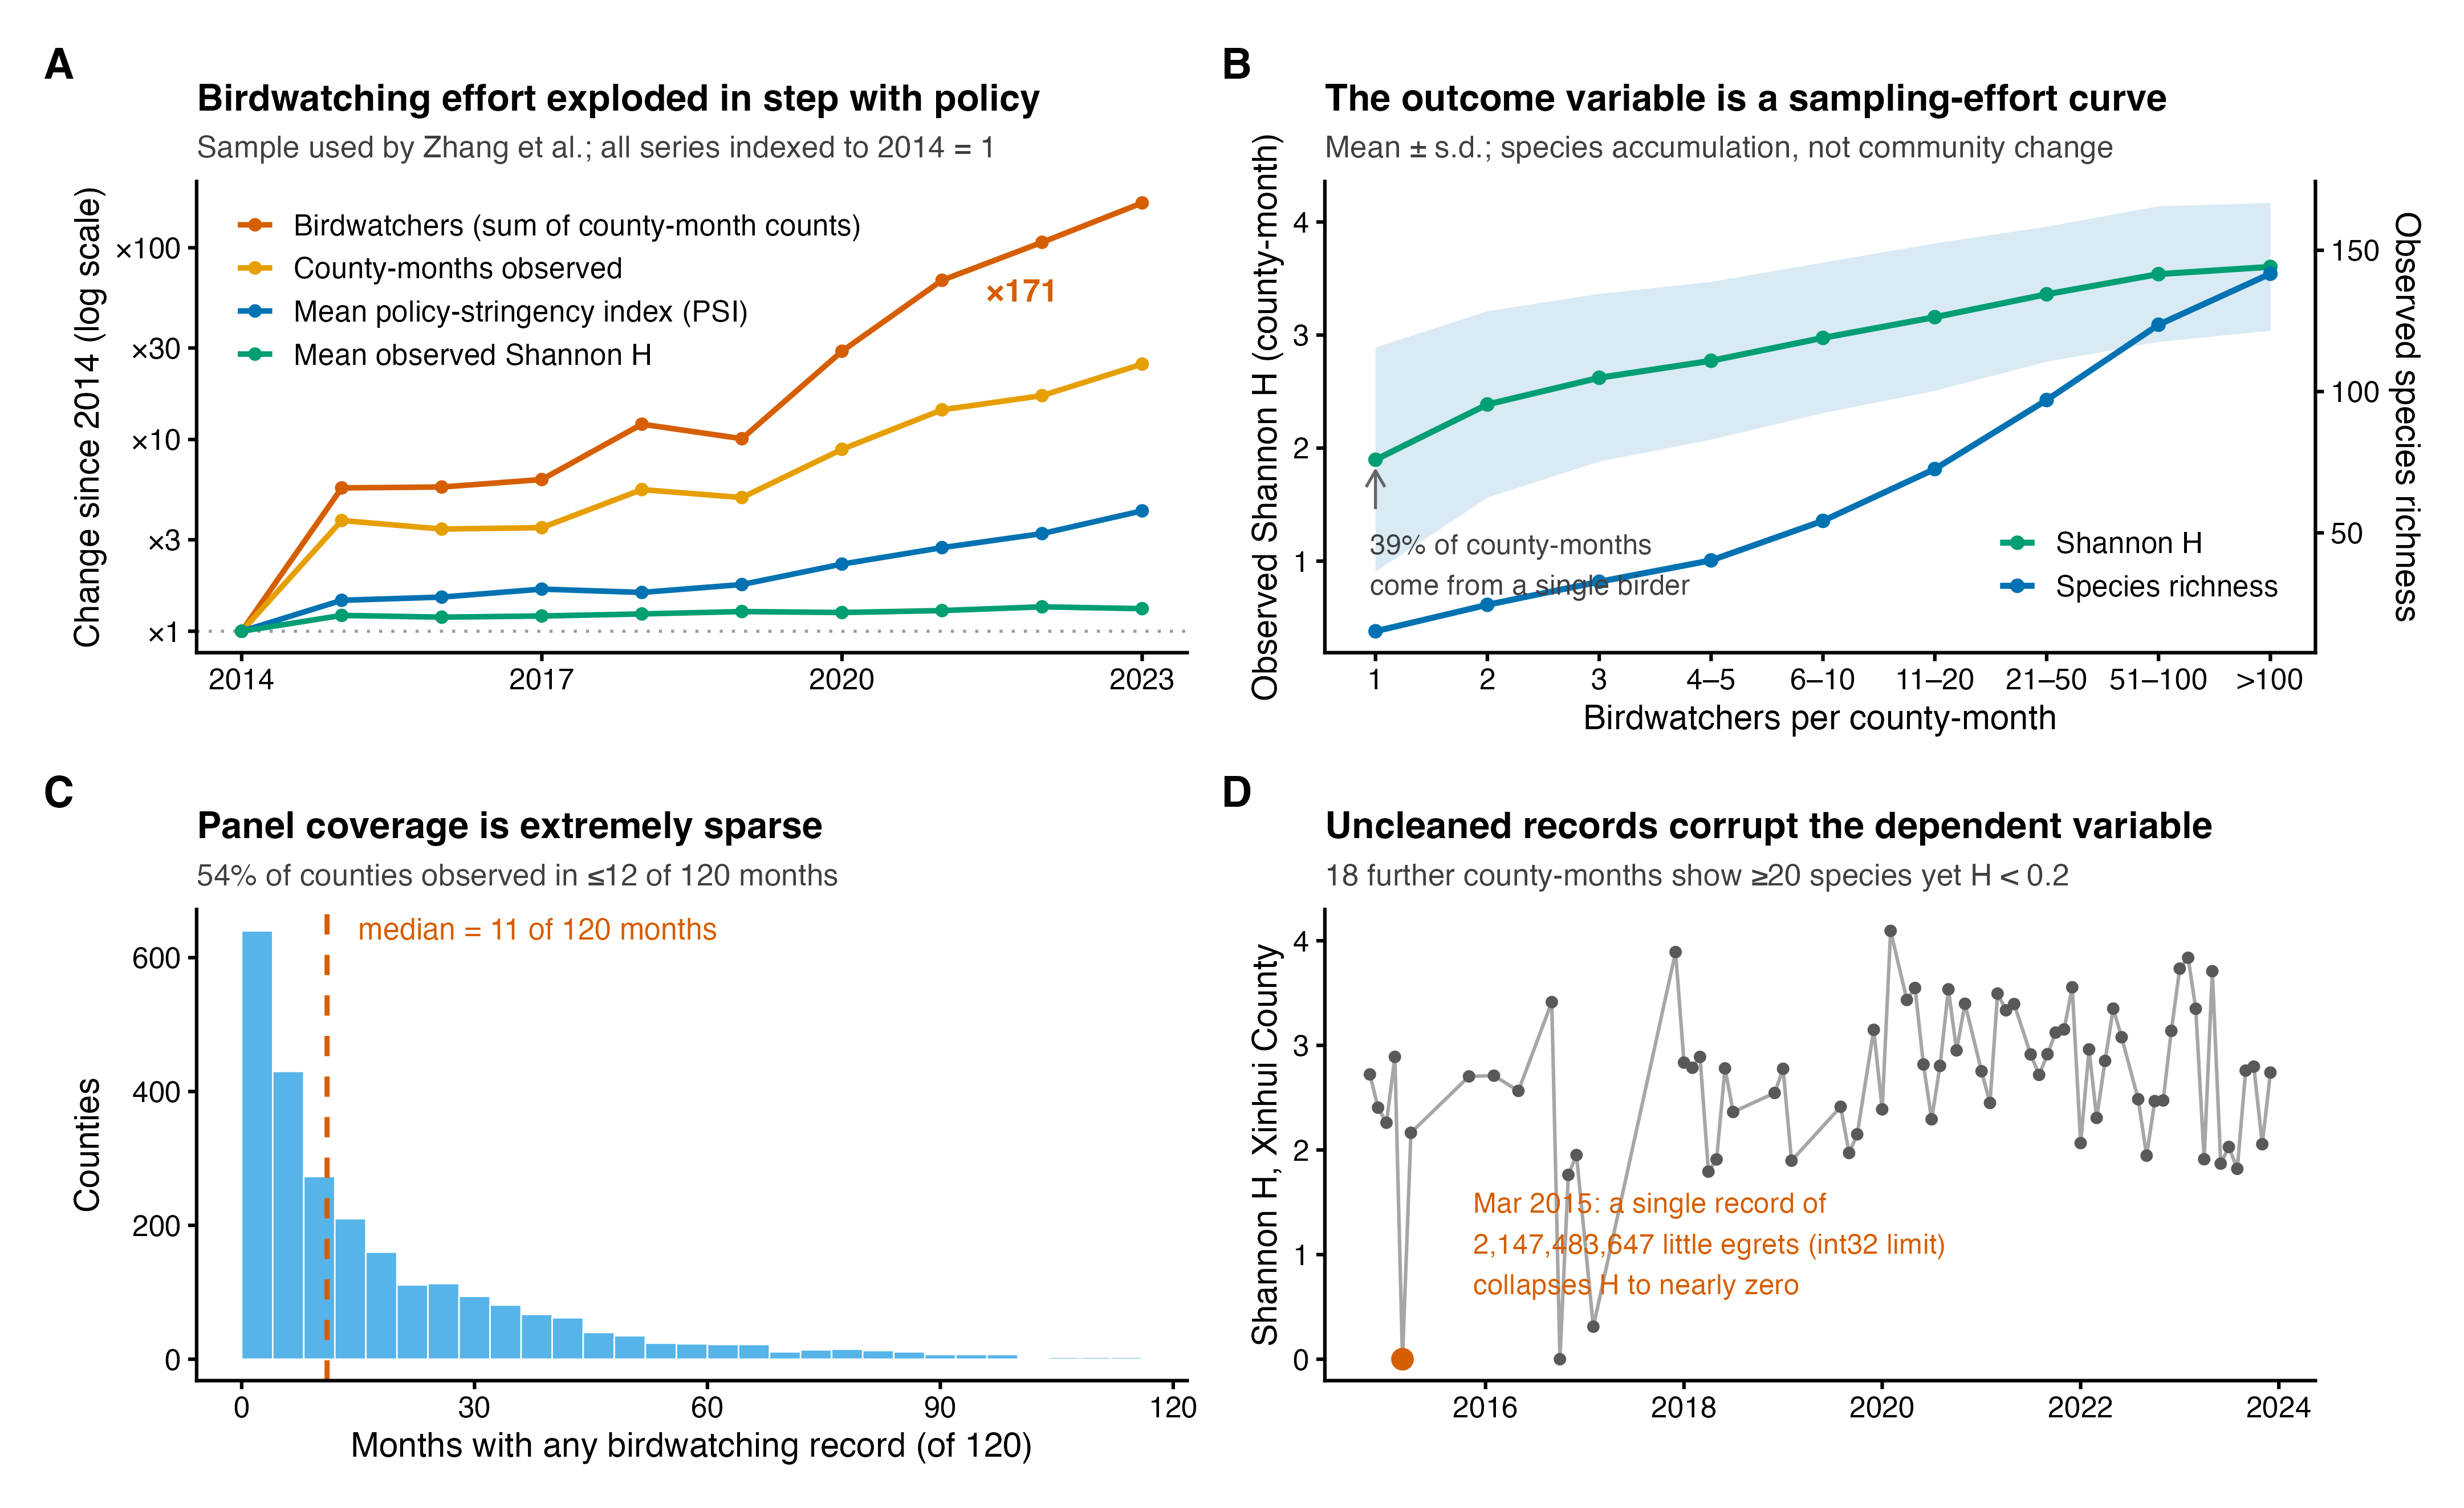 A
Birdwatching effort exploded in step with policy
Sample used by Zhang et al.; all series indexed to 2014 = 1
Change since 2014 (log scale)
×100
×30
×10
×3
×1
Birdwatchers (sum of county-month counts)
County-months observed
Mean policy-stringency index (PSI)
Mean observed Shannon H
×171
2014
2017
2020
2023
B
The outcome variable is a sampling-effort curve
Mean ± s.d.; species accumulation, not community change
Observed Shannon H (county-month)
4
3
2
1
39% of county-months
come from a single birder
Shannon H
Species richness
150
100
50
Observed species richness
1
2
3
4–5
6–10
11–20
21–50
51–100
>100
Birdwatchers per county-month
C
Panel coverage is extremely sparse
54% of counties observed in ≤12 of 120 months
Counties
600
400
200
0
median = 11 of 120 months
0
30
60
90
120
Months with any birdwatching record (of 120)
D
Uncleaned records corrupt the dependent variable
18 further county-months show ≥20 species yet H < 0.2
Shannon H, Xinhui County
4
3
2
1
0
Mar 2015: a single record of
2,147,483,647 little egrets (int32 limit)
collapses H to nearly zero
2016
2018
2020
2022
2024